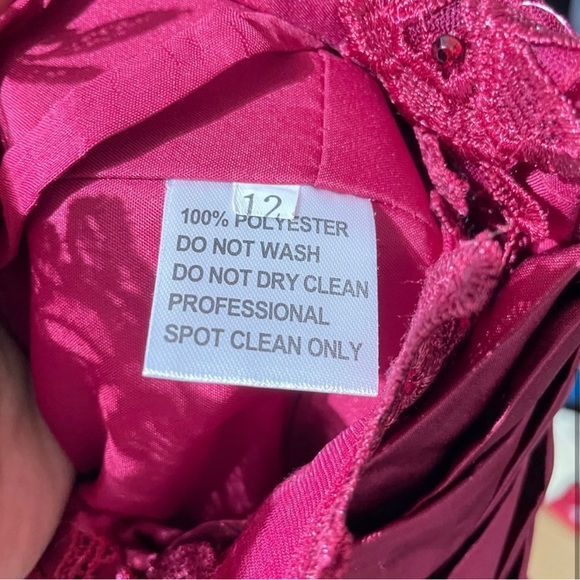 12
100% POLYESTER
DO NOT WASH
DO NOT DRY CLEAN
PROFESSIONAL
SPOT CLEAN ONLY